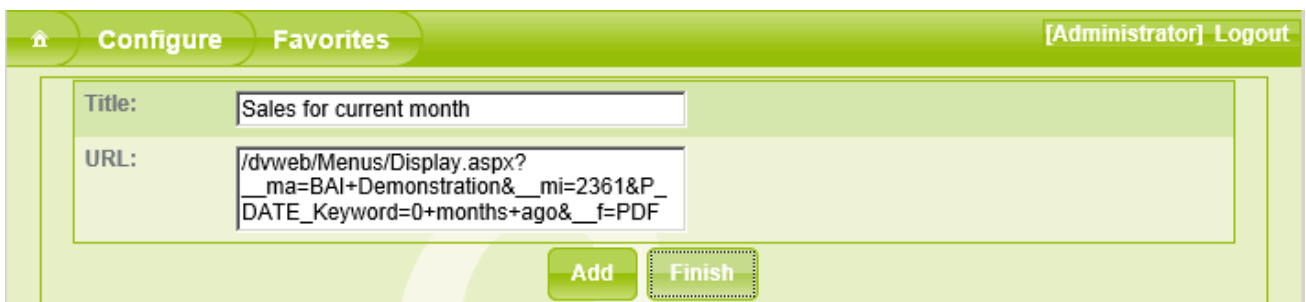 Configure Favorites [Administrator] Logout
Title: Sales for current month
URL: /dvweb/Menus/Display.aspx?
__ma=BAI+Demonstration&__mi=2361&P_
DATE_Keyword=0+months+ago&__f=PDF
Add Finish